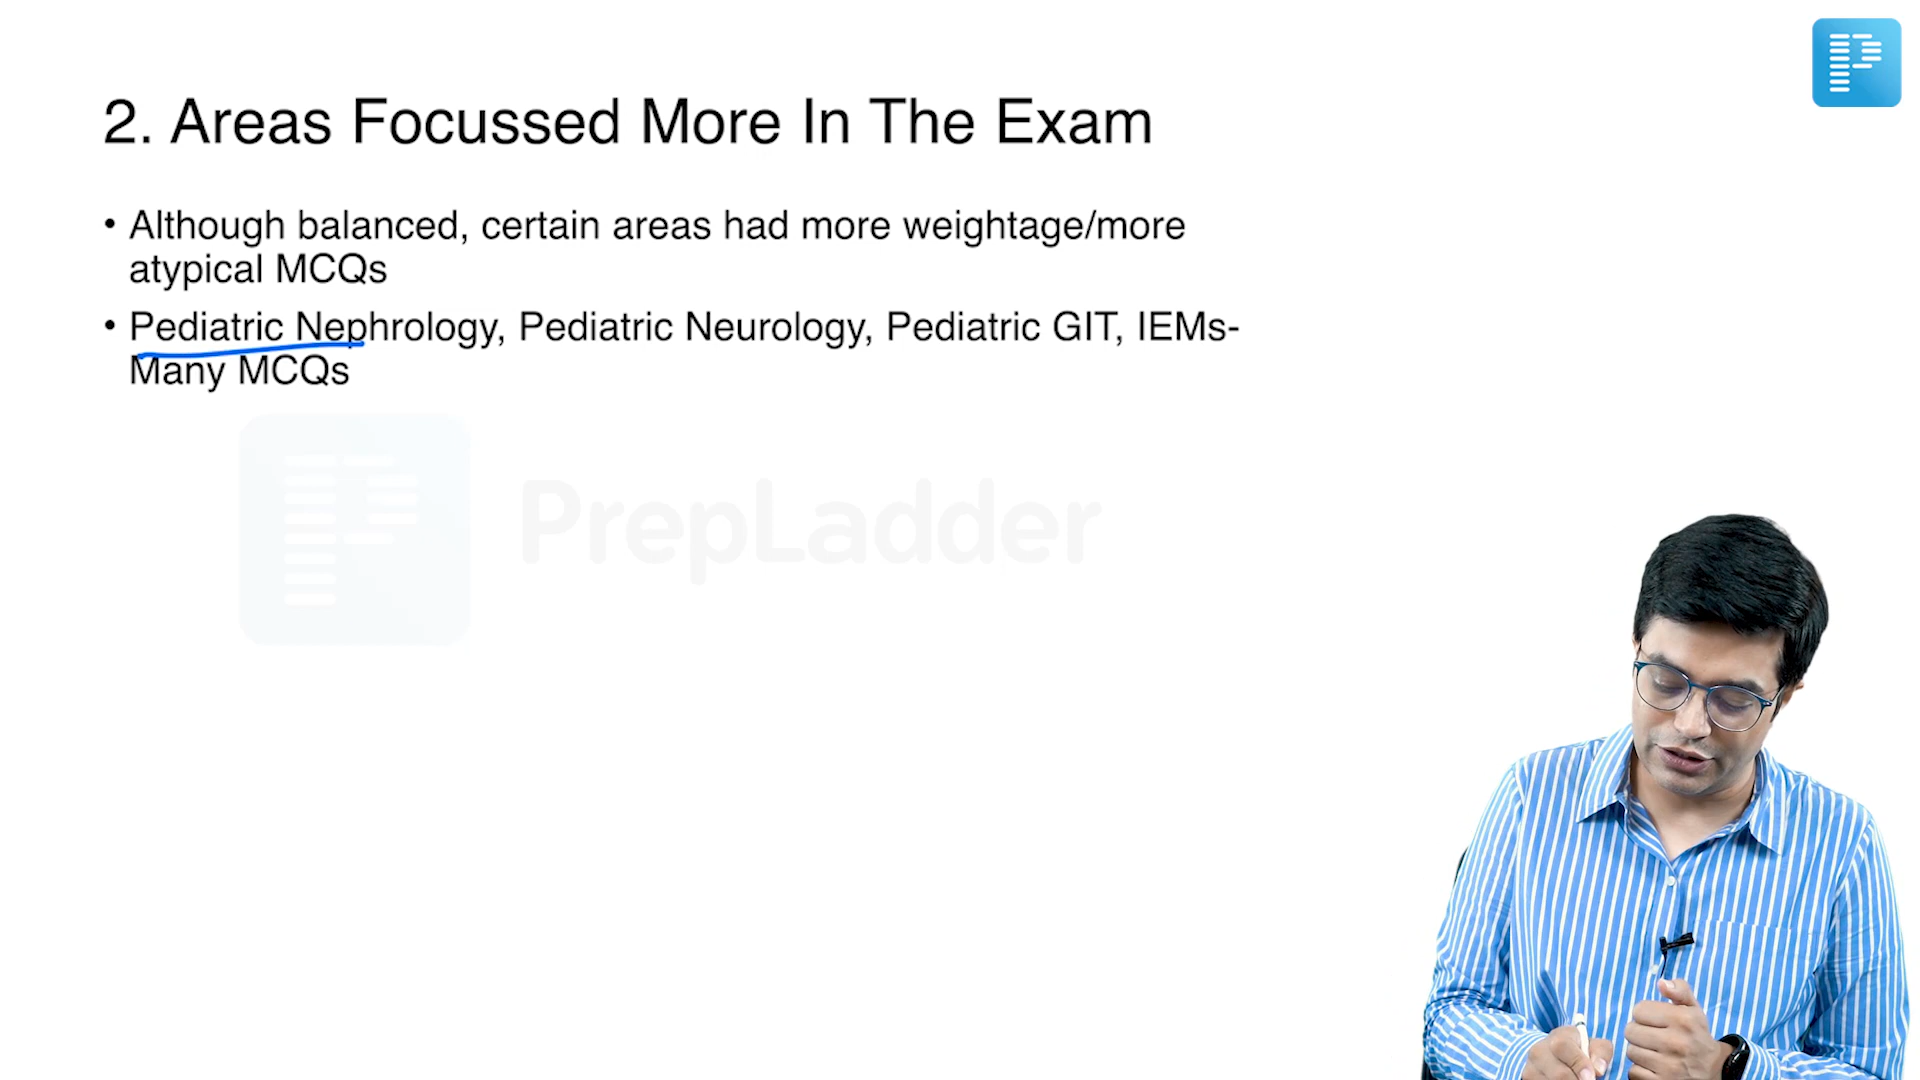 2. Areas Focussed More In The Exam
• Although balanced, certain areas had more weightage/more
atypical MCQs
• Pediatric Nephrology, Pediatric Neurology, Pediatric GIT, IEMs-
Many MCQs
PrepLadder